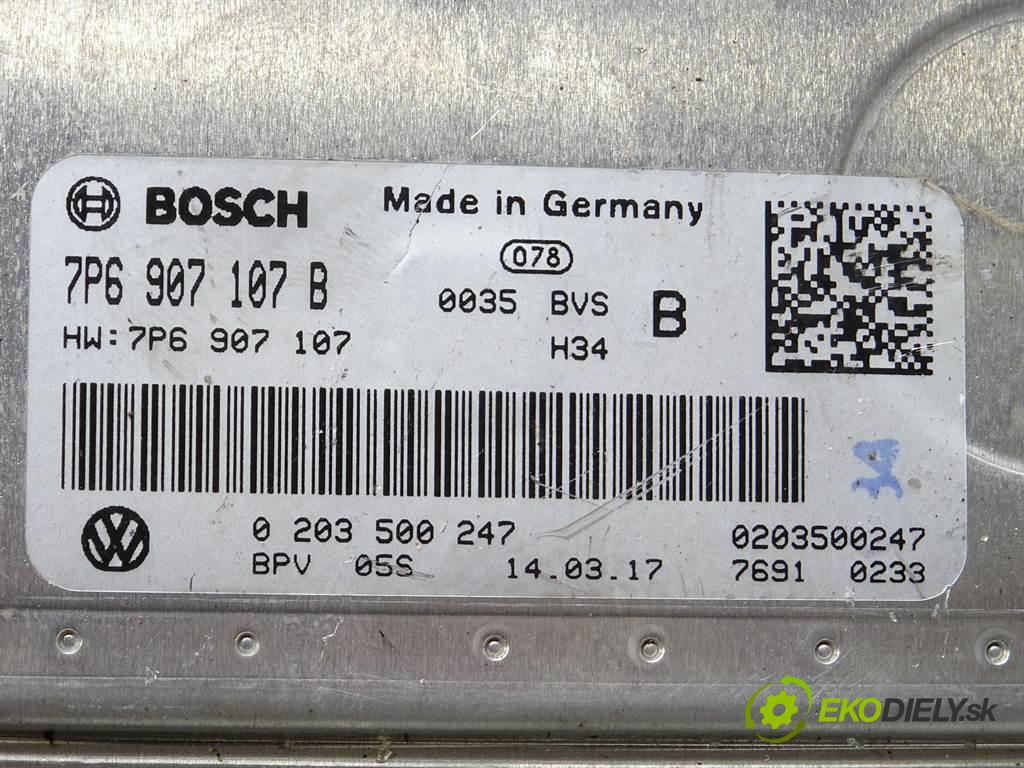 BOSCH Made in Germany
078
7P6 907 107 B 0035 BVS B
HW:7P6 907 107 H34
0 203 500 247 0203500247
BPV 05S 14.03.17 7691 0233
EKODIELY.sk